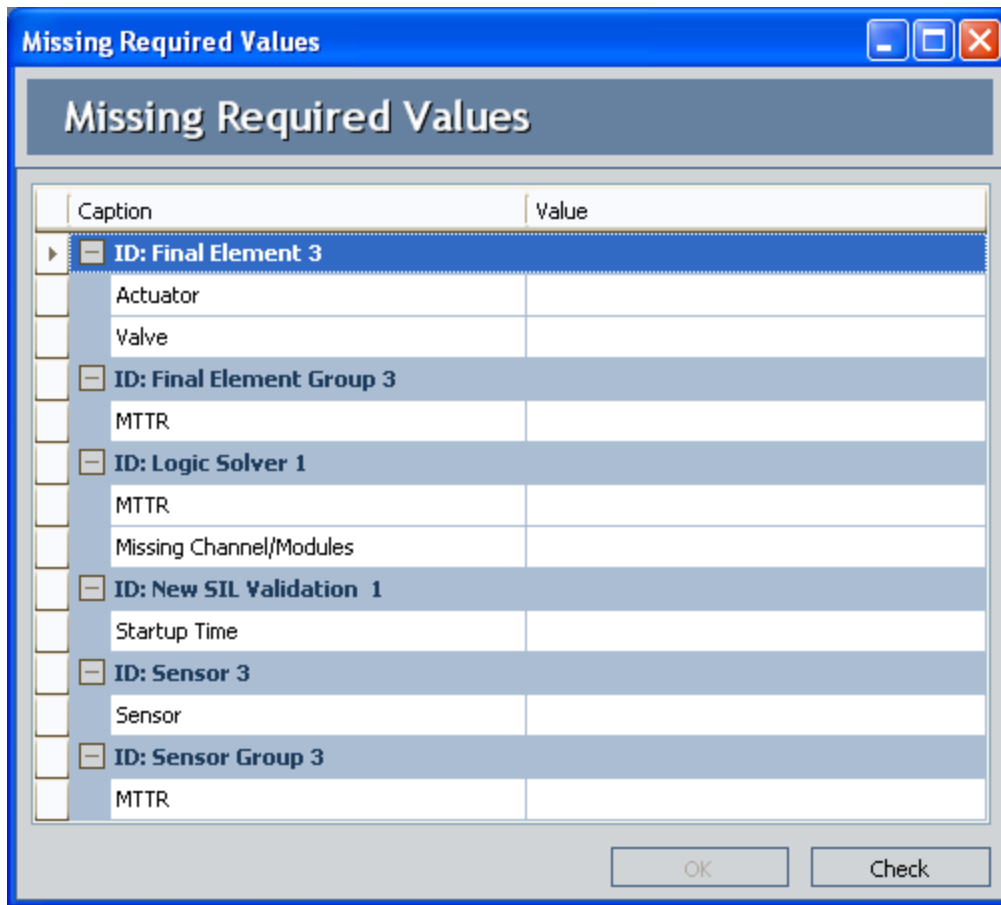 Missing Required Values
Missing Required Values
Caption Value
ID: Final Element 3
Actuator
Valve
ID: Final Element Group 3
MTTR
ID: Logic Solver 1
MTTR
Missing Channel/Modules
ID: New SIL Validation  1
Startup Time
ID: Sensor 3
Sensor
ID: Sensor Group 3
MTTR
OK Check